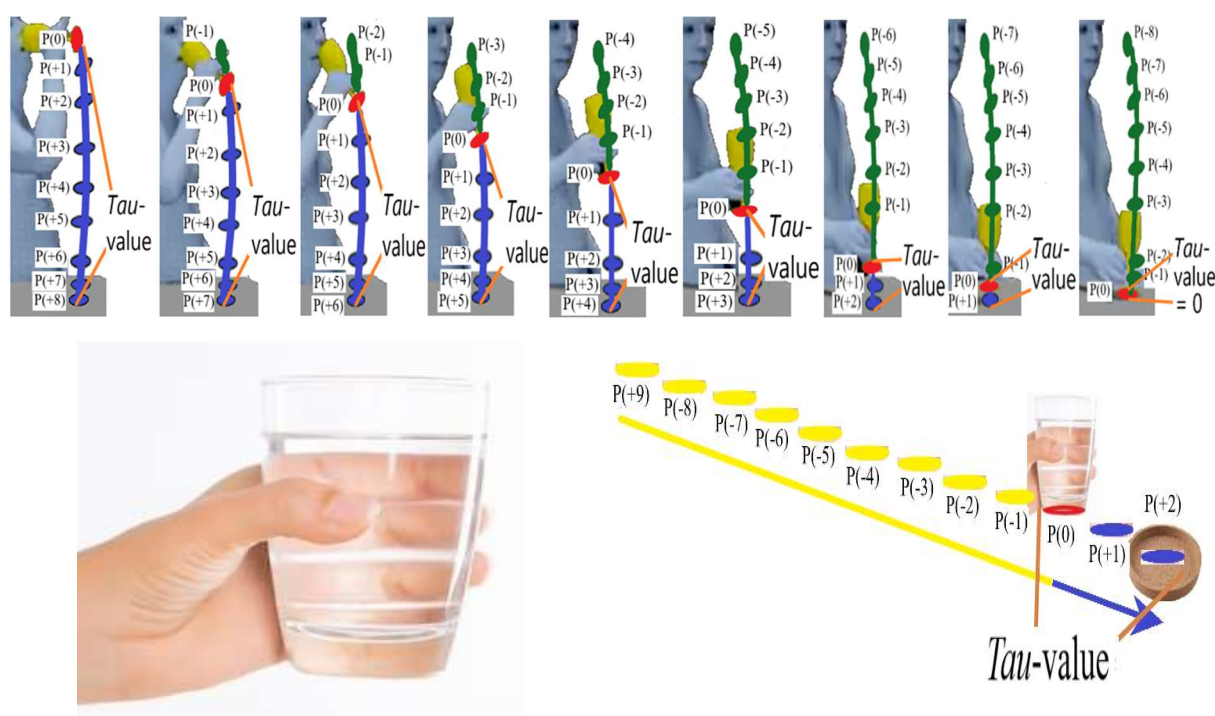 P(0)
P(+1)
P(+2)
P(+3)
P(+4)
P(+5)
P(+6)
P(+7)
P(+8)
Tau-
value
P(-1)
P(0)
P(+1)
P(+2)
P(+3)
P(+4)
P(+5)
P(+6)
P(+7)
Tau-
value
P(-2)
P(-1)
P(0)
P(+1)
P(+2)
P(+3)
P(+4)
P(+5)
P(+6)
Tau-
value
P(-3)
P(-2)
P(-1)
P(0)
P(+1)
P(+2)
P(+3)
P(+4)
P(+5)
Tau-
value
P(-4)
P(-3)
P(-2)
P(-1)
P(0)
P(+1)
P(+2)
P(+3)
P(+4)
Tau-
value
P(-5)
P(-4)
P(-3)
P(-2)
P(-1)
P(0)
P(+1)
P(+2)
P(+3)
Tau-
value
P(-6)
P(-5)
P(-4)
P(-3)
P(-2)
P(-1)
P(0)
P(+1)
P(+2)
Tau-
value
P(-7)
P(-6)
P(-5)
P(-4)
P(-3)
P(-2)
P(-1)
P(0)
P(+1)
Tau-
value
P(-8)
P(-7)
P(-6)
P(-5)
P(-4)
P(-3)
P(-2)
P(-1)
P(0)
Tau-
value
= 0
P(+9)
P(-8)
P(-7)
P(-6)
P(-5)
P(-4)
P(-3)
P(-2)
P(-1)
P(0)
P(+1)
P(+2)
Tau-value